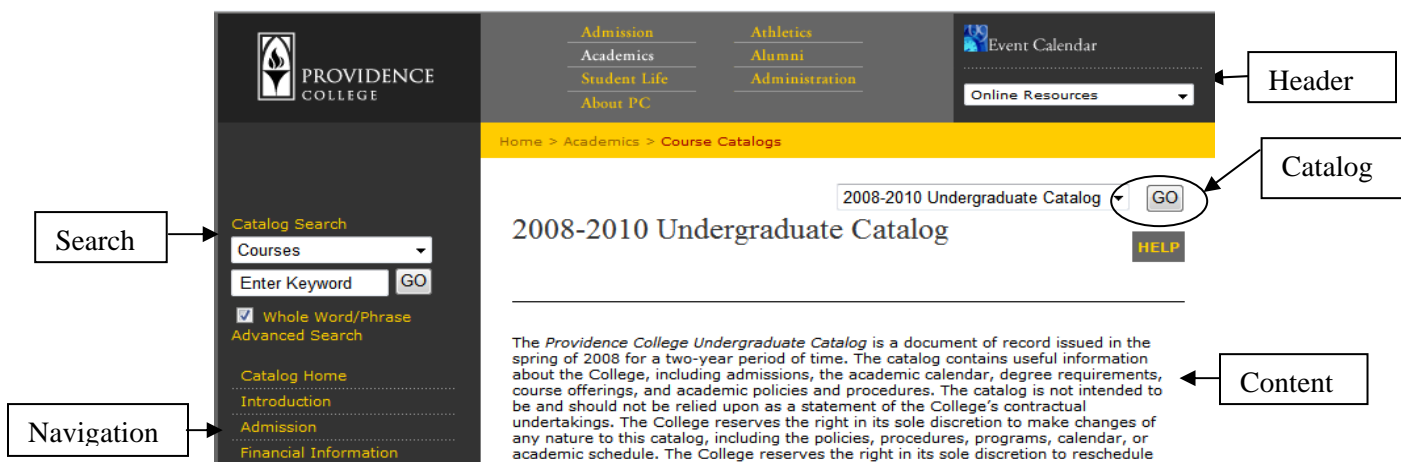 PROVIDENCE
COLLEGE
Admission
Academics
Student Life
About PC
Athletics
Alumni
Administration
Event Calendar
Online Resources
Header
Home > Academics > Course Catalogs
Catalog
2008-2010 Undergraduate Catalog GO
2008-2010 Undergraduate Catalog
HELP
Search
Catalog Search
Courses
Enter Keyword GO
Whole Word/Phrase
Advanced Search
Catalog Home
Introduction
Admission
Financial Information
Navigation
The Providence College Undergraduate Catalog is a document of record issued in the
spring of 2008 for a two-year period of time. The catalog contains useful information
about the College, including admissions, the academic calendar, degree requirements,
course offerings, and academic policies and procedures. The catalog is not intended to
be and should not be relied upon as a statement of the College's contractual
undertakings. The College reserves the right in its sole discretion to make changes of
any nature to this catalog, including the policies, procedures, programs, calendar, or
academic schedule. The College reserves the right in its sole discretion to reschedule
Content